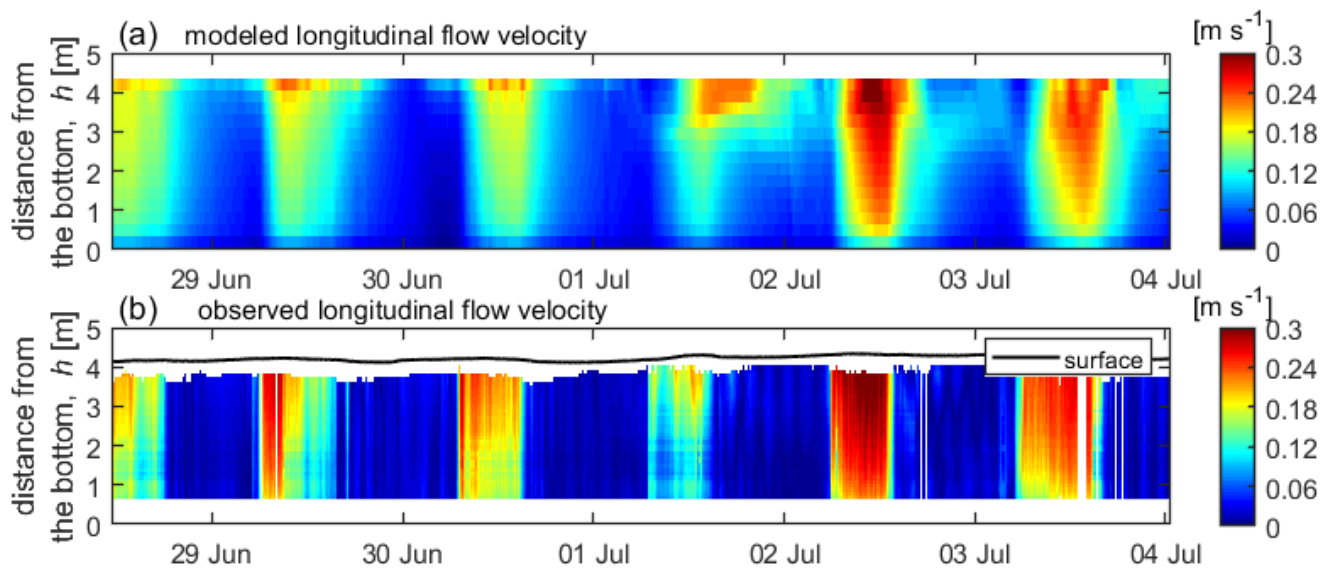 (a) modeled longitudinal flow velocity
[m s⁻¹]
distance from
the bottom, h [m]
5
4
3
2
1
0
0.3
0.24
0.18
0.12
0.06
0
29 Jun
30 Jun
01 Jul
02 Jul
03 Jul
04 Jul
(b) observed longitudinal flow velocity
[m s⁻¹]
distance from
the bottom, h [m]
5
4
3
2
1
0
surface
0.3
0.24
0.18
0.12
0.06
0
29 Jun
30 Jun
01 Jul
02 Jul
03 Jul
04 Jul